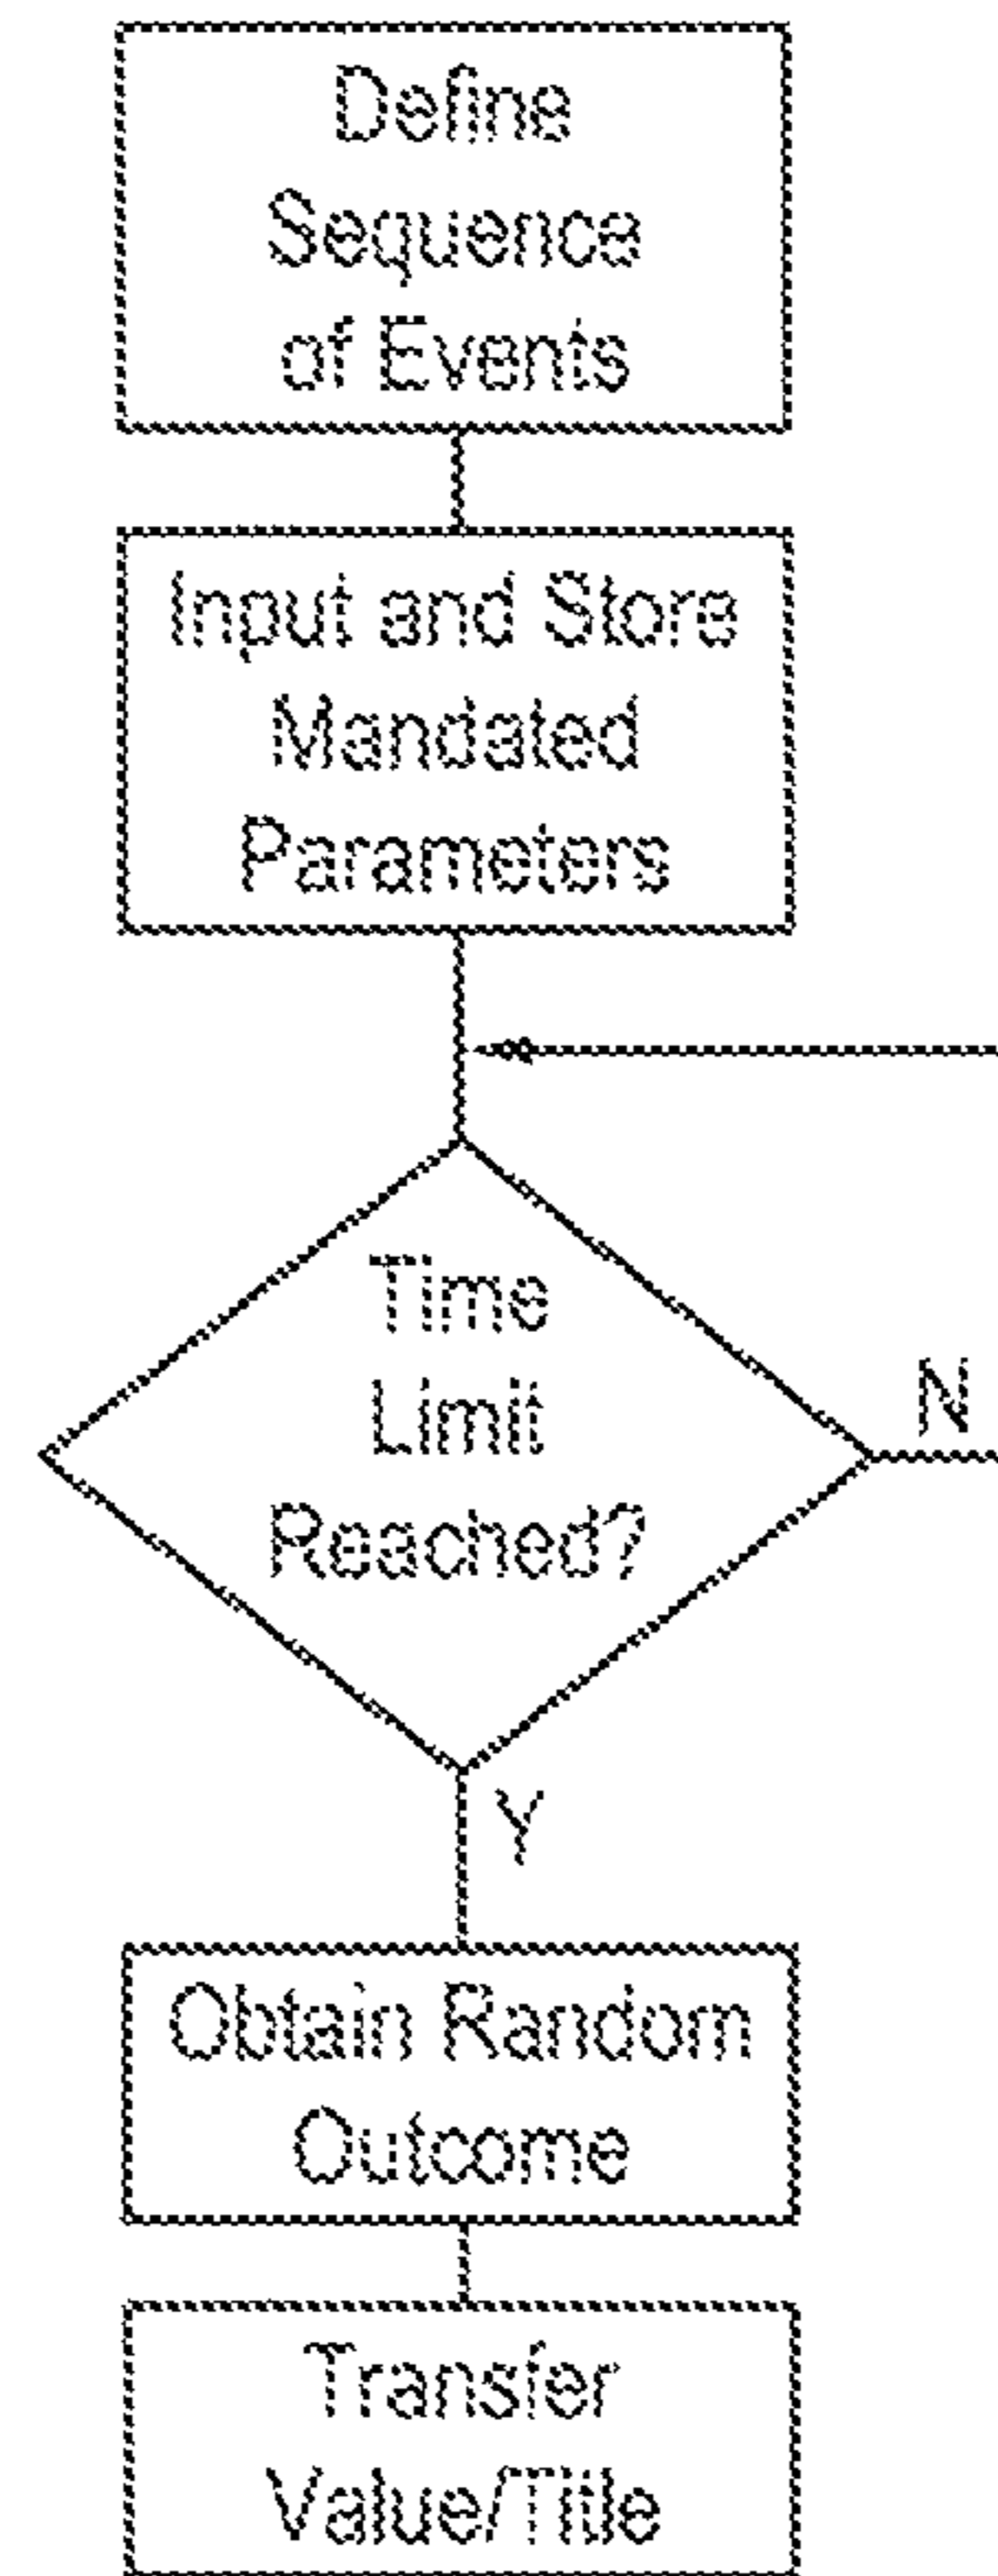 Define
Sequence
of Events
Input and Store
Mandated
Parameters
Time
Limit
Reached?
N
Y
Obtain Random
Outcome
Transfer
Value/Title